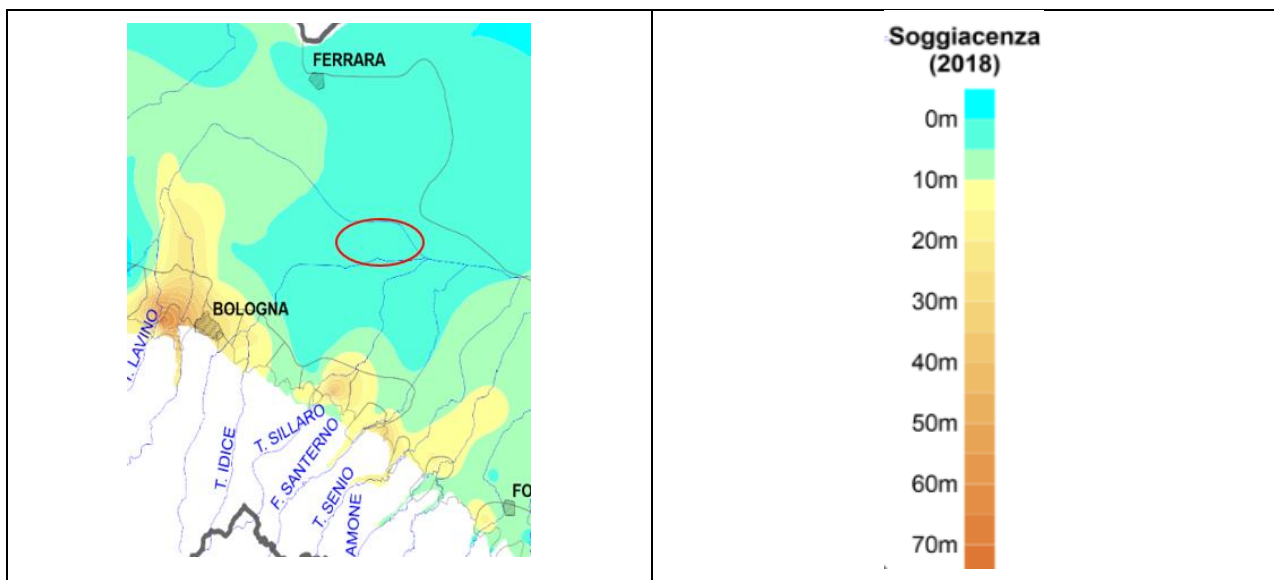 FERRARA
BOLOGNA
T. LAVINO
T. IDICE
T. SILLARO
F. SANTERNO
T. SENIO
AMONE
FO
Soggiacenza
(2018)
0m
10m
20m
30m
40m
50m
60m
70m